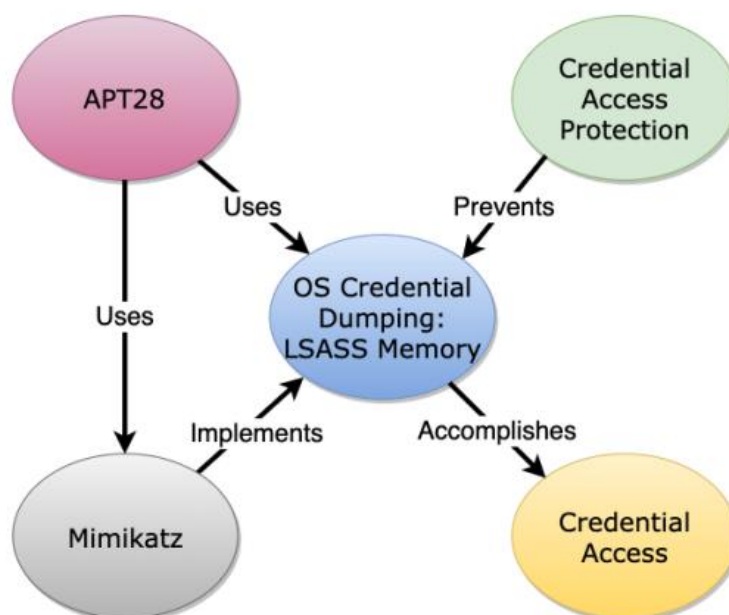 APT28
Credential
Access
Protection
Uses
Prevents
OS Credential
Dumping:
LSASS Memory
Uses
Implements
Accomplishes
Mimikatz
Credential
Access